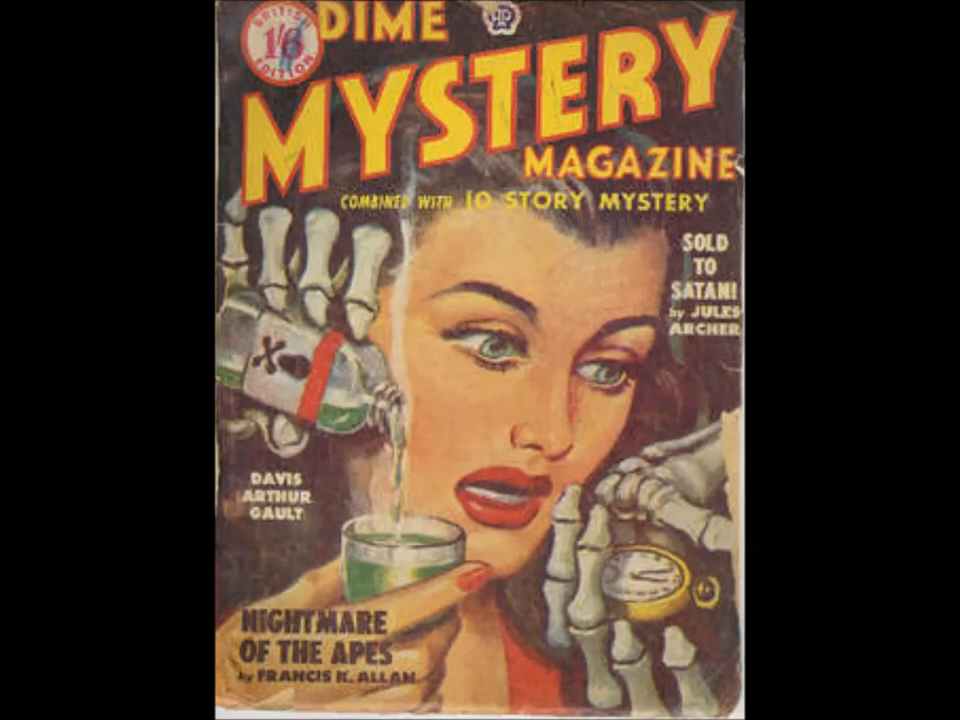 BRITISH
1/6
EDITION
DIME
MYSTERY
MAGAZINE
COMBINED WITH 10 STORY MYSTERY
SOLD
TO
SATAN!
by JULES
ARCHER
DAVIS
ARTHUR
GAULT
NIGHTMARE
OF THE APES
by FRANCIS K. ALLAN